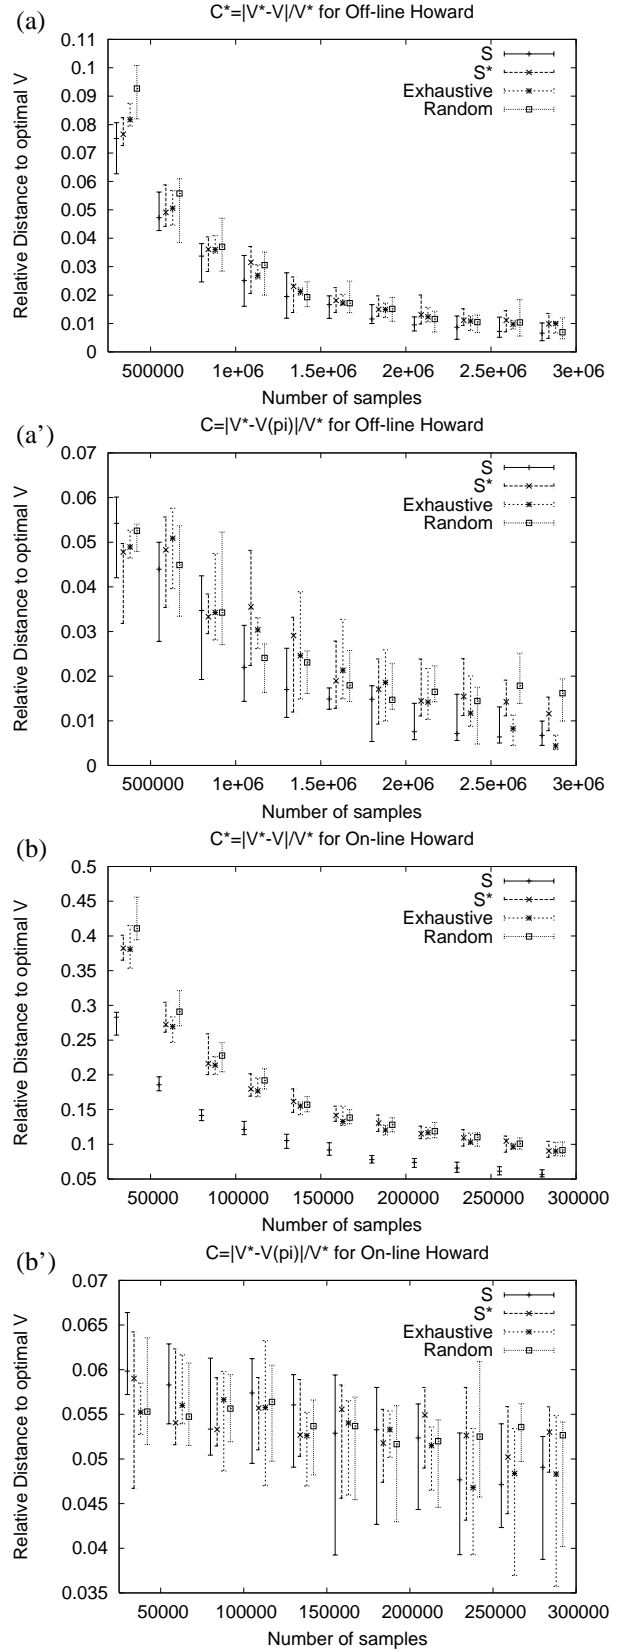 (a)
C*=|V*-V|/V* for Off-line Howard
Relative Distance to optimal V
0.11
0.1
0.09
0.08
0.07
0.06
0.05
0.04
0.03
0.02
0.01
0
S
S*
Exhaustive
Random
500000 1e+06 1.5e+06 2e+06 2.5e+06 3e+06
Number of samples
(a')
C=|V*-V(pi)|/V* for Off-line Howard
Relative Distance to optimal V
0.07
0.06
0.05
0.04
0.03
0.02
0.01
0
S
S*
Exhaustive
Random
500000 1e+06 1.5e+06 2e+06 2.5e+06 3e+06
Number of samples
(b)
C*=|V*-V|/V* for On-line Howard
Relative Distance to optimal V
0.5
0.45
0.4
0.35
0.3
0.25
0.2
0.15
0.1
0.05
S
S*
Exhaustive
Random
50000 100000 150000 200000 250000 300000
Number of samples
(b')
C=|V*-V(pi)|/V* for On-line Howard
Relative Distance to optimal V
0.07
0.065
0.06
0.055
0.05
0.045
0.04
0.035
S
S*
Exhaustive
Random
50000 100000 150000 200000 250000 300000
Number of samples